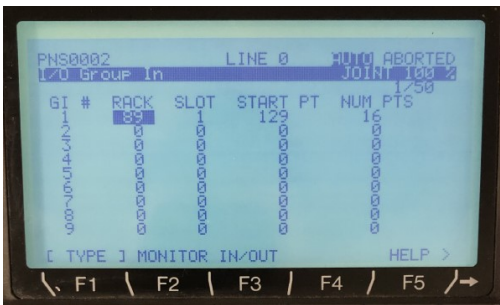 PNS0002 LINE 0 AUTO ABORTED
I/O Group In JOINT 100 %
1/50
GI # RACK SLOT START PT NUM PTS
1 89 1 129 16
2 0 0 0 0
3 0 0 0 0
4 0 0 0 0
5 0 0 0 0
6 0 0 0 0
7 0 0 0 0
8 0 0 0 0
9 0 0 0 0
[ TYPE ] MONITOR IN/OUT HELP >
F1 F2 F3 F4 F5